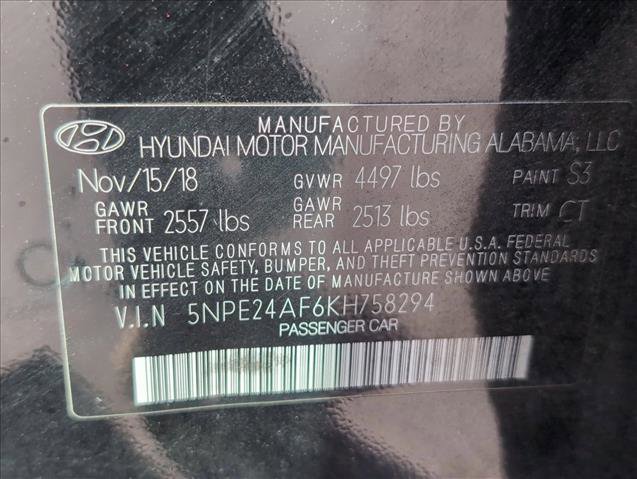 MANUFACTURED BY
HYUNDAI MOTOR MANUFACTURING ALABAMA, LLC
Nov/15/18 GVWR 4497 lbs PAINT S3
GAWR FRONT 2557 lbs GAWR REAR 2513 lbs TRIM CT
THIS VEHICLE CONFORMS TO ALL APPLICABLE U.S.A. FEDERAL
MOTOR VEHICLE SAFETY, BUMPER, AND THEFT PREVENTION STANDARDS
IN EFFECT ON THE DATE OF MANUFACTURE SHOWN ABOVE.
V.I.N 5NPE24AF6KH758294
PASSENGER CAR